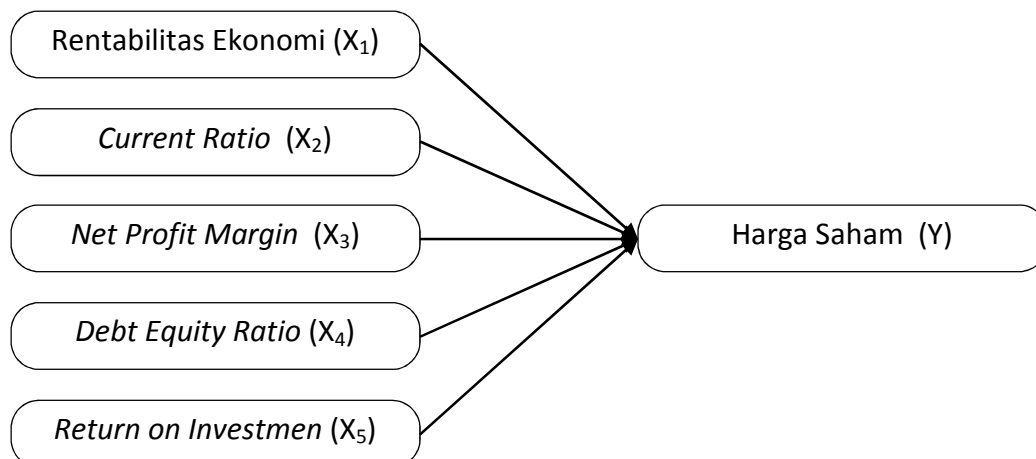 Rentabilitas Ekonomi (X₁)
Current Ratio (X₂)
Net Profit Margin (X₃)
Harga Saham (Y)
Debt Equity Ratio (X₄)
Return on Investmen (X₅)